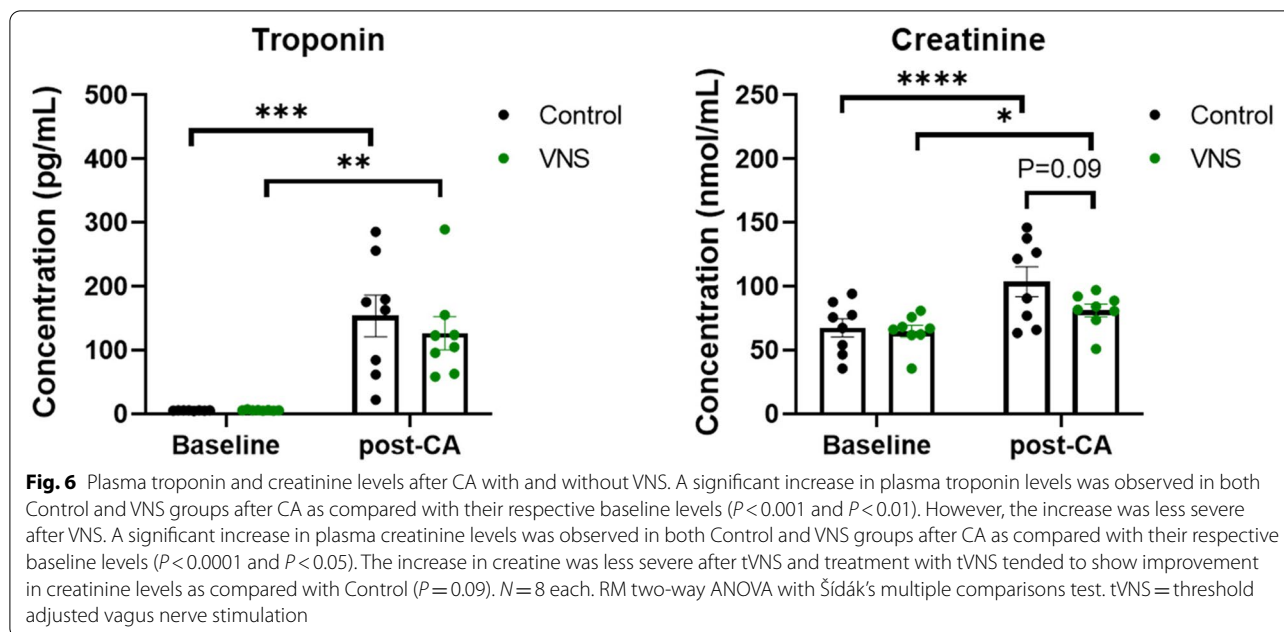 Troponin
Concentration (pg/mL)
500
400
300
200
100
0
***
**
Control
VNS
Baseline
post-CA
Creatinine
Concentration (nmol/mL)
250
200
150
100
50
0
****
*
P=0.09
Control
VNS
Baseline
post-CA
Fig. 6 Plasma troponin and creatinine levels after CA with and without VNS. A significant increase in plasma troponin levels was observed in both
Control and VNS groups after CA as compared with their respective baseline levels (P < 0.001 and P < 0.01). However, the increase was less severe
after VNS. A significant increase in plasma creatinine levels was observed in both Control and VNS groups after CA as compared with their respective
baseline levels (P < 0.0001 and P < 0.05). The increase in creatine was less severe after tVNS and treatment with tVNS tended to show improvement
in creatinine levels as compared with Control (P = 0.09). N = 8 each. RM two-way ANOVA with Šídák's multiple comparisons test. tVNS = threshold
adjusted vagus nerve stimulation